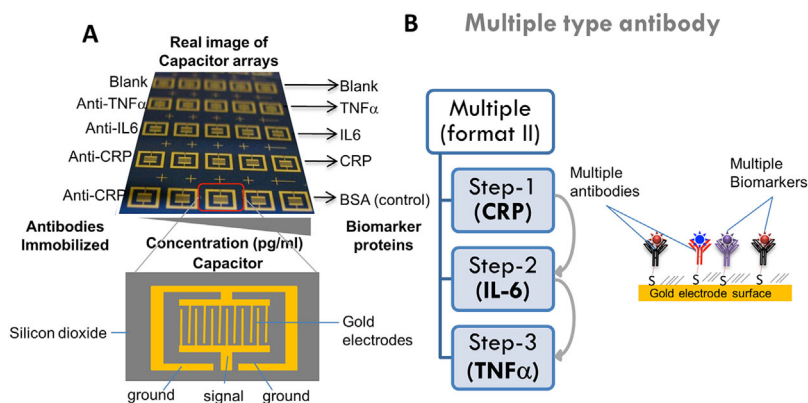 A
Real image of
Capacitor arrays
Blank
Anti-TNFα
Anti-IL6
Anti-CRP
Anti-CRP
Blank
TNFα
IL6
CRP
BSA (control)
Antibodies
Immobilized
Concentration (pg/ml)
Biomarker
proteins
Capacitor
Silicon dioxide
Gold
electrodes
ground
signal
ground
B
Multiple type antibody
Multiple
(format II)
Step-1
(CRP)
Step-2
(IL-6)
Step-3
(TNFα)
Multiple
antibodies
Multiple
Biomarkers
S S S S
Gold electrode surface